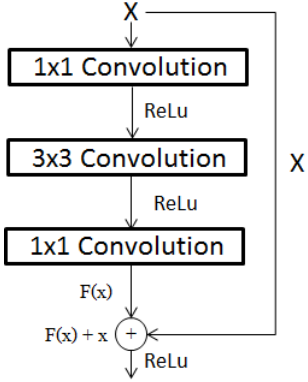 X
1x1 Convolution
ReLu
3x3 Convolution
X
ReLu
1x1 Convolution
F(x)
F(x) + x +
ReLu